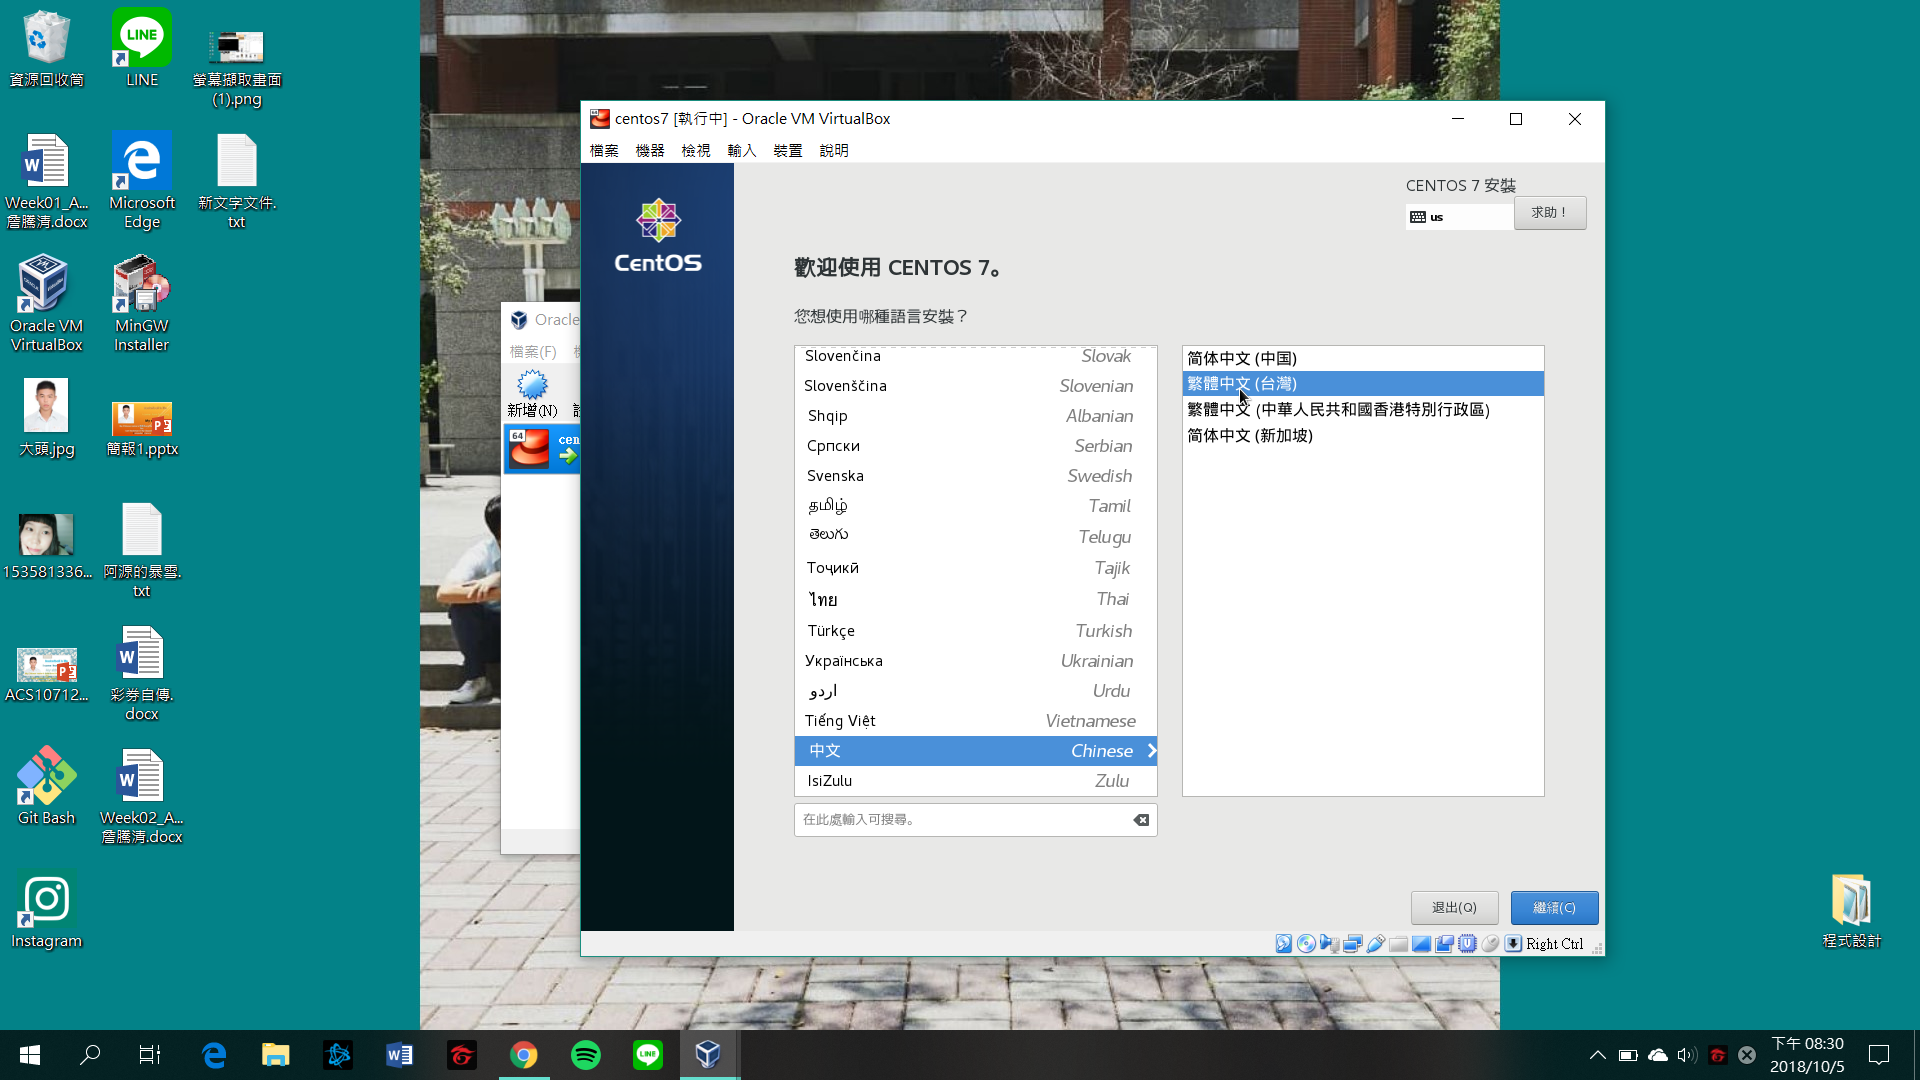 資源回收筒
LINE
LINE
螢幕擷取畫面
(1).png
Week01_A...
詹騰清.docx
Microsoft
Edge
新文字文件.
txt
Oracle VM
VirtualBox
MinGW
Installer
大頭.jpg
簡報1.pptx
153581336...
阿源的暴雪.
txt
ACS10712...
彩券自傳.
docx
Git Bash
Week02_A...
詹騰清.docx
Instagram
程式設計
Oracle
檔案(F)
新增(N)
64
cen
centos7 [執行中] - Oracle VM VirtualBox
檔案 機器 檢視 輸入 裝置 說明
CentOS
CENTOS 7 安裝
us
求助！
歡迎使用 CENTOS 7。
您想使用哪種語言安裝？
Slovenčina Slovak
Slovenščina Slovenian
Shqip Albanian
Српски Serbian
Svenska Swedish
தமிழ் Tamil
తెలుగు Telugu
Тоҷикӣ Tajik
ไทย Thai
Türkçe Turkish
Українська Ukrainian
اردو Urdu
Tiếng Việt Vietnamese
中文 Chinese
IsiZulu Zulu
在此處輸入可搜尋。
简体中文 (中国)
繁體中文 (台灣)
繁體中文 (中華人民共和國香港特別行政區)
简体中文 (新加坡)
退出(Q)
繼續(C)
Right Ctrl
LINE
下午 08:30
2018/10/5